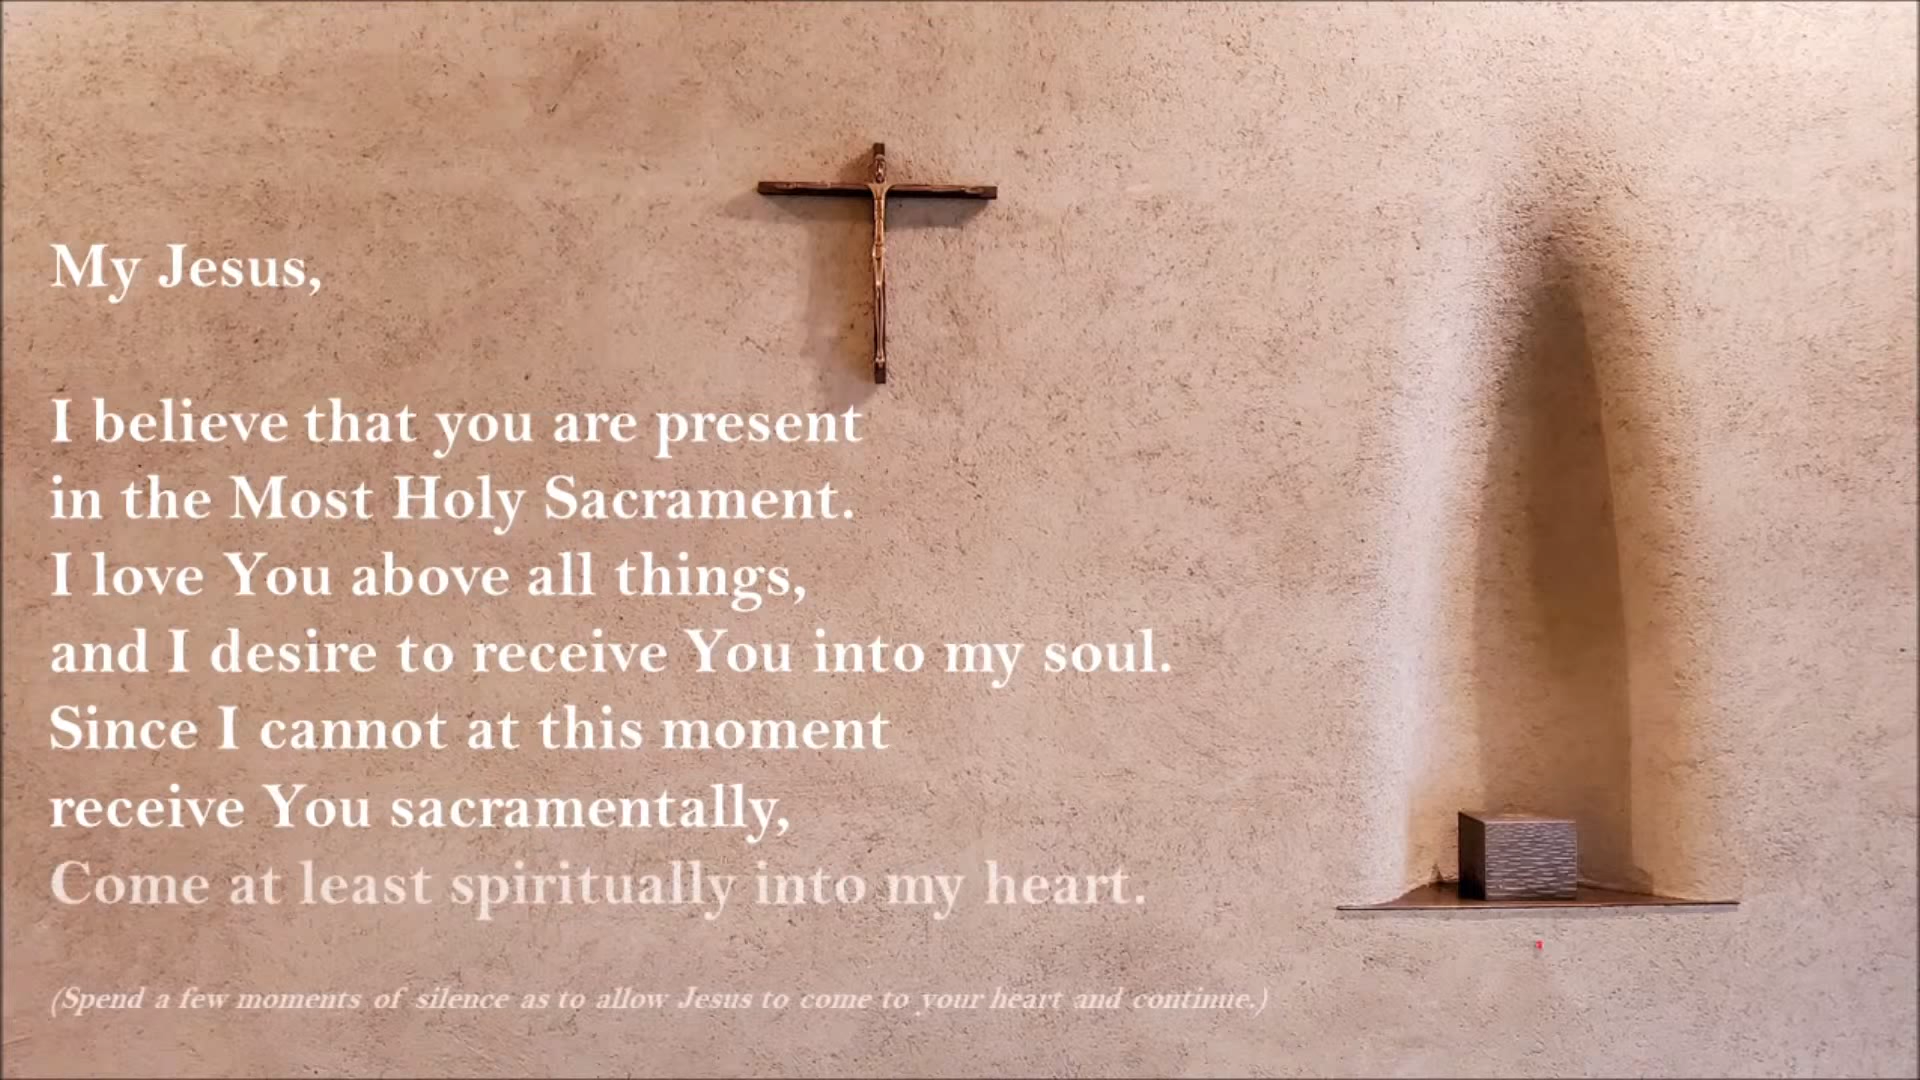 My Jesus,
I believe that you are present
in the Most Holy Sacrament.
I love You above all things,
and I desire to receive You into my soul.
Since I cannot at this moment
receive You sacramentally,
Come at least spiritually into my heart.
(Spend a few moments of silence as to allow Jesus to come to your heart and continue.)